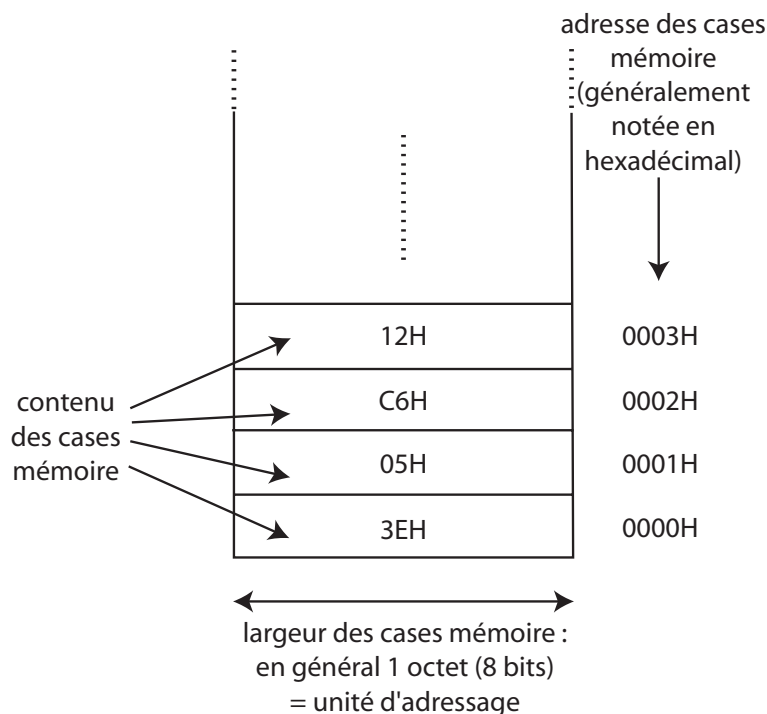 adresse des cases
mémoire
(généralement
notée en
hexadécimal)
12H 0003H
C6H 0002H
05H 0001H
3EH 0000H
contenu
des cases
mémoire
largeur des cases mémoire :
en général 1 octet (8 bits)
= unité d'adressage